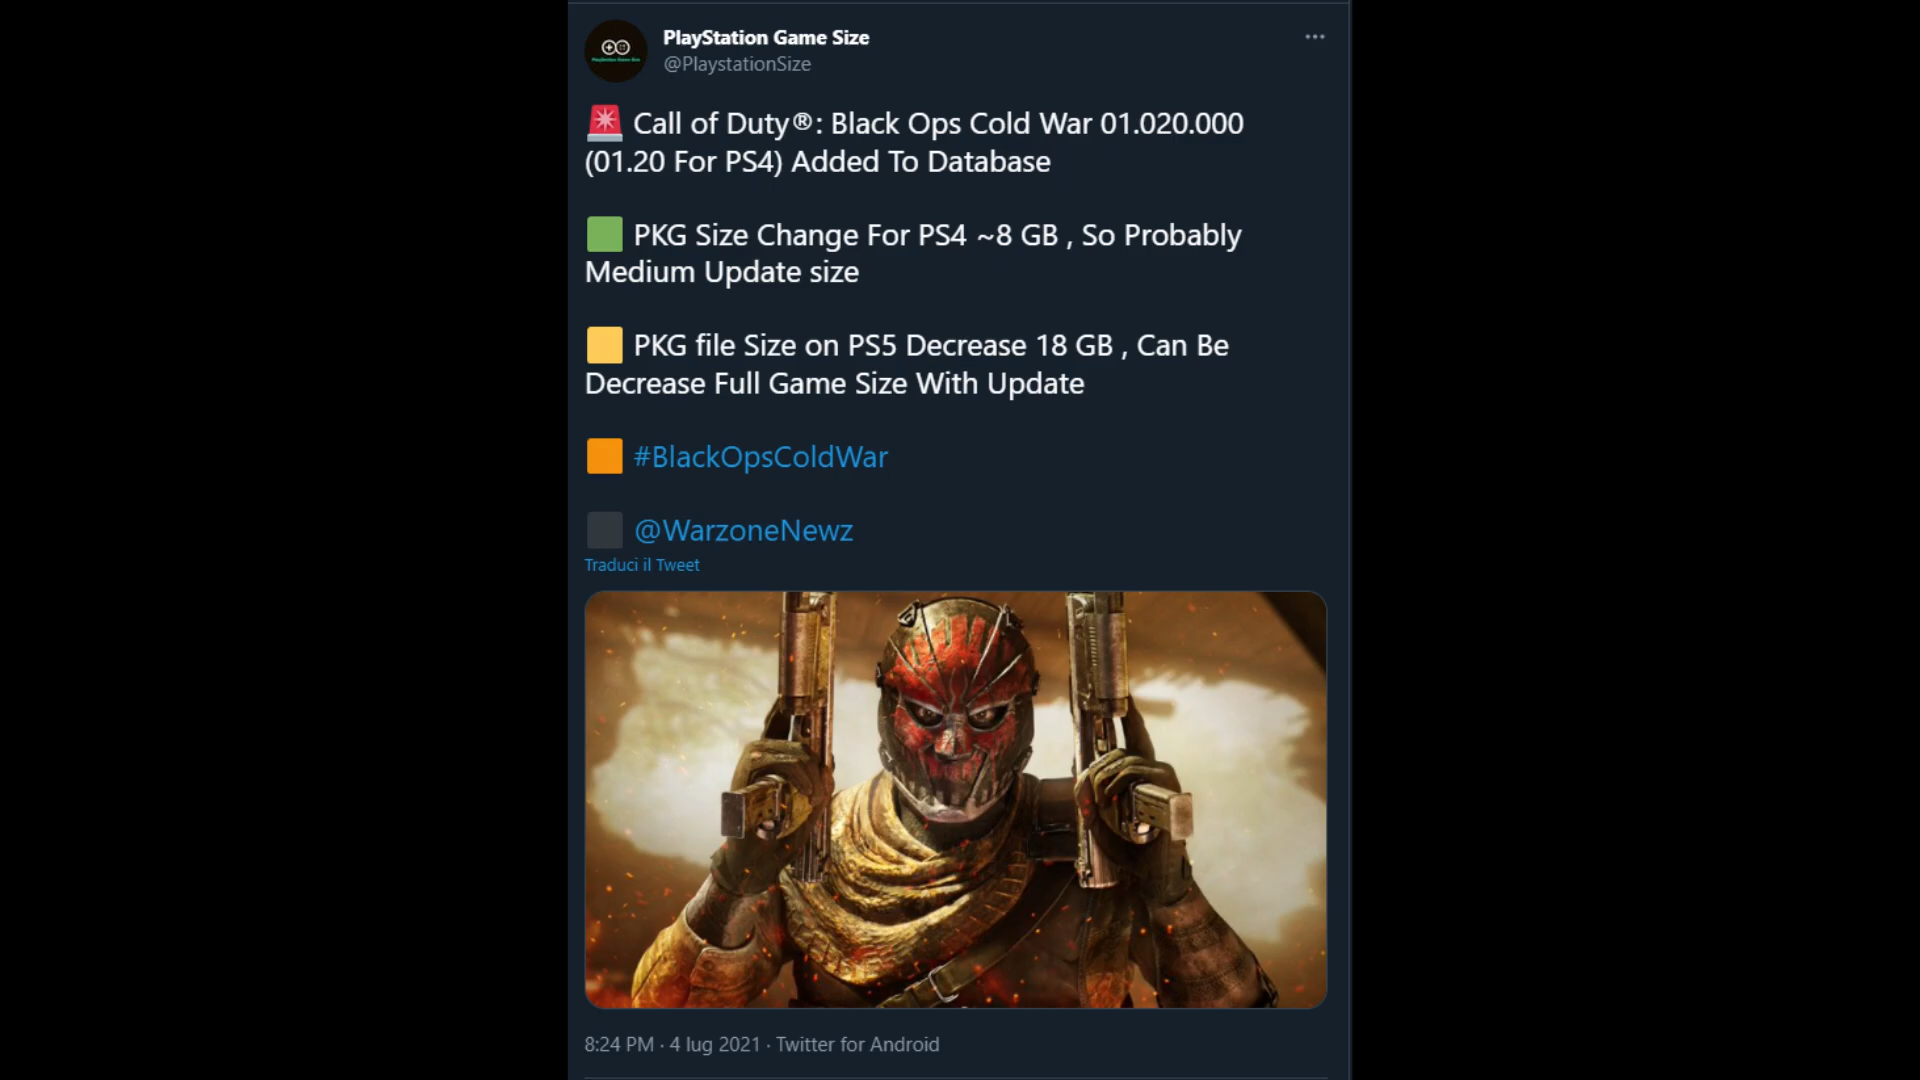 PlayStation Game Size
@PlaystationSize
PlayStation Game Size
🚨 Call of Duty®: Black Ops Cold War 01.020.000
(01.20 For PS4) Added To Database
🟩 PKG Size Change For PS4 ~8 GB , So Probably
Medium Update size
🟨 PKG file Size on PS5 Decrease 18 GB , Can Be
Decrease Full Game Size With Update
🟧 #BlackOpsColdWar
⬛ @WarzoneNewz
Traduci il Tweet
8:24 PM · 4 lug 2021 · Twitter for Android